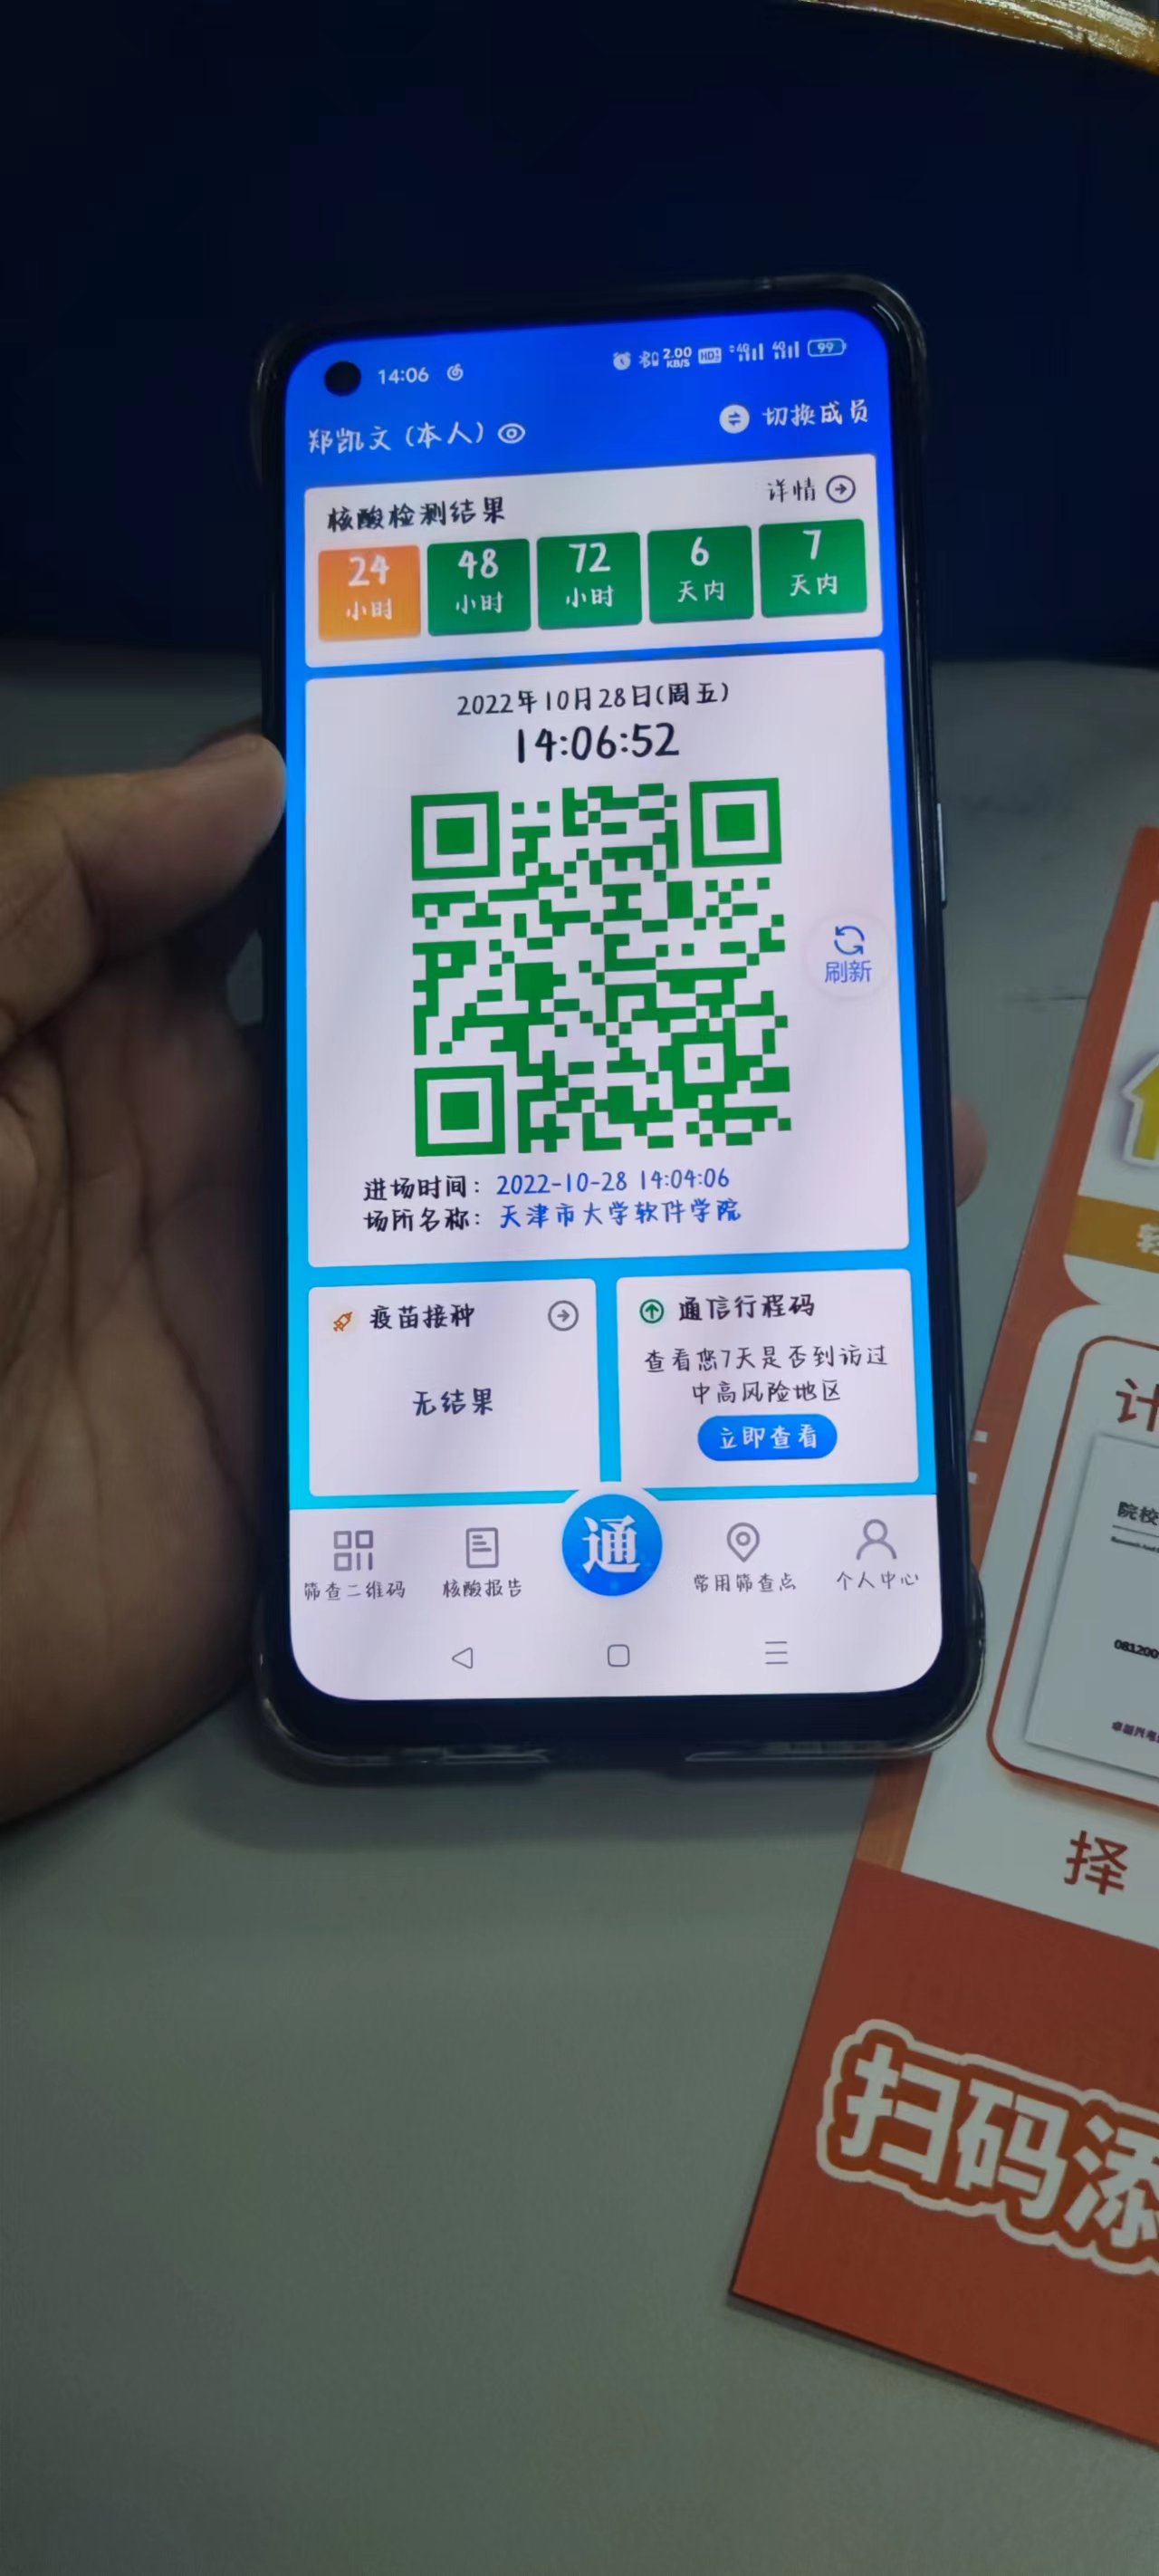 14:06
2.00 KB/S HD 4G 4G 99
郑凯文(本人)
切换成员
核酸检测结果
详情
24 小时
48 小时
72 小时
6 天内
7 天内
2022年10月28日(周五)
14:06:52
刷新
进场时间: 2022-10-28 14:04:06
场所名称: 天津市大学软件学院
疫苗接种
无结果
通信行程码
查看您7天是否到访过
中高风险地区
立即查看
筛查二维码
核酸报告
通
常用筛查点
个人中心
计
院校
择
扫码添